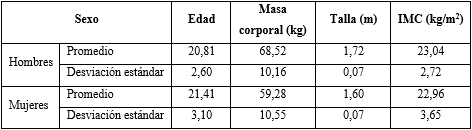 Sexo Edad Masa corporal (kg) Talla (m) IMC (kg/m²)
Hombres Promedio 20,81 68,52 1,72 23,04
Desviación estándar 2,60 10,16 0,07 2,72
Mujeres Promedio 21,41 59,28 1,60 22,96
Desviación estándar 3,10 10,55 0,07 3,65